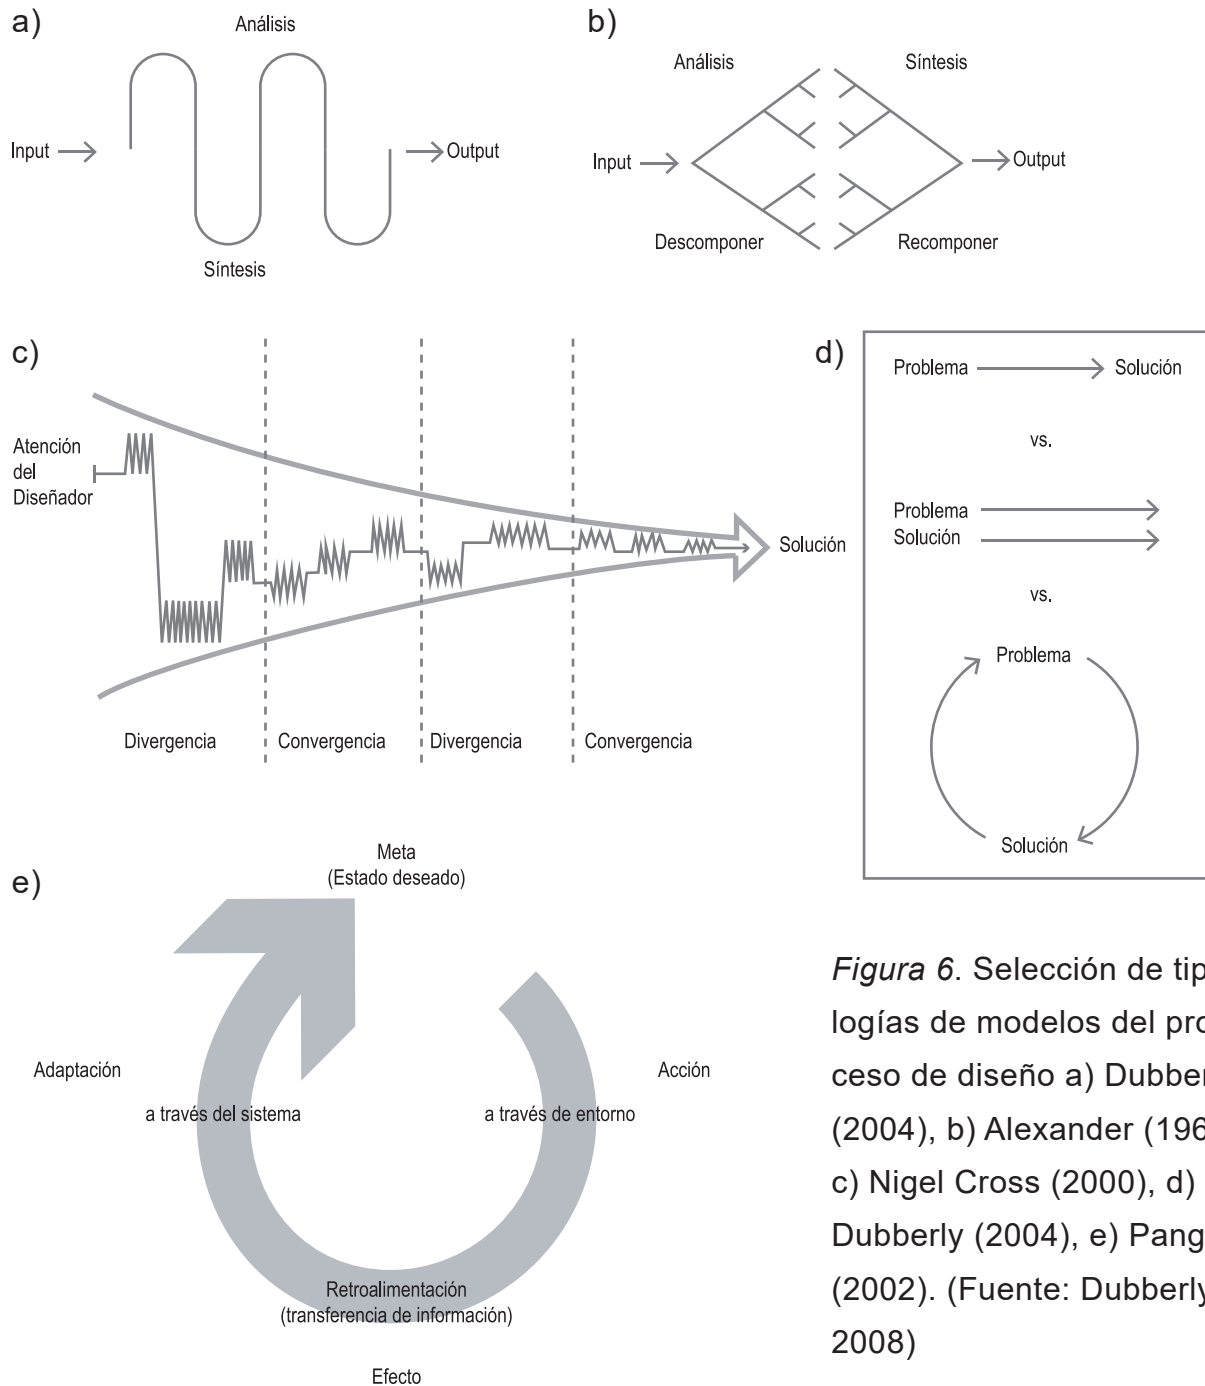 a)
Análisis
Input
Output
Síntesis
b)
Análisis
Síntesis
Input
Output
Descomponer
Recomponer
c)
Atención
del
Diseñador
Solución
Divergencia
Convergencia
Divergencia
Convergencia
d)
Problema
Solución
vs.
Problema
Solución
vs.
Problema
Solución
e)
Meta
(Estado deseado)
Adaptación
Acción
a través del sistema
a través de entorno
Retroalimentación
(transferencia de información)
Efecto
Figura 6. Selección de tip
logías de modelos del pro
ceso de diseño a) Dubber
(2004), b) Alexander (196
c) Nigel Cross (2000), d)
Dubberly (2004), e) Pang
(2002). (Fuente: Dubberly
2008)